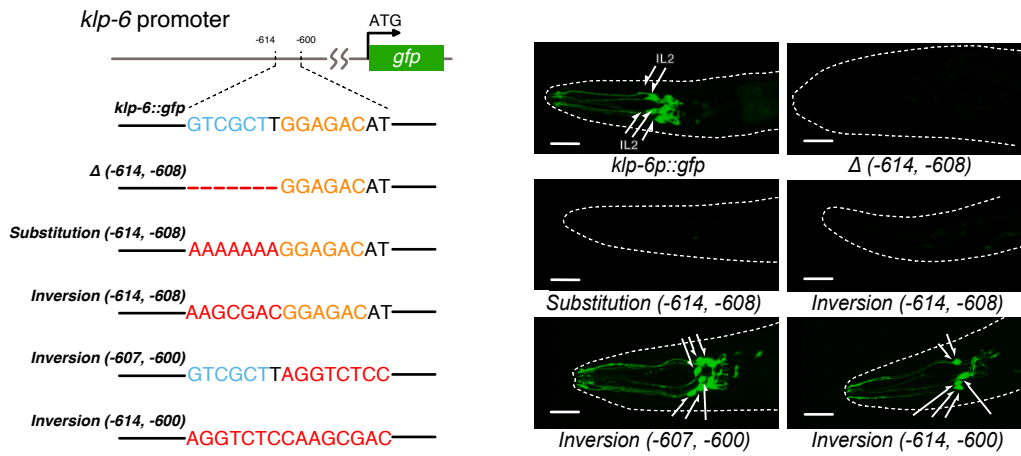 klp-6 promoter
ATG
-614
-600
gfp
klp-6::gfp
GTCGCTTGGAGACAT
Δ (-614, -608)
GGAGACAT
Substitution (-614, -608)
AAAAAAAGGAGACAT
Inversion (-614, -608)
AAGCGACGGAGACAT
Inversion (-607, -600)
GTCGCTTAGGTCTCC
Inversion (-614, -600)
AGGTCTCCAAGCGAC
IL2
IL2
klp-6p::gfp
Δ (-614, -608)
Substitution (-614, -608)
Inversion (-614, -608)
Inversion (-607, -600)
Inversion (-614, -600)